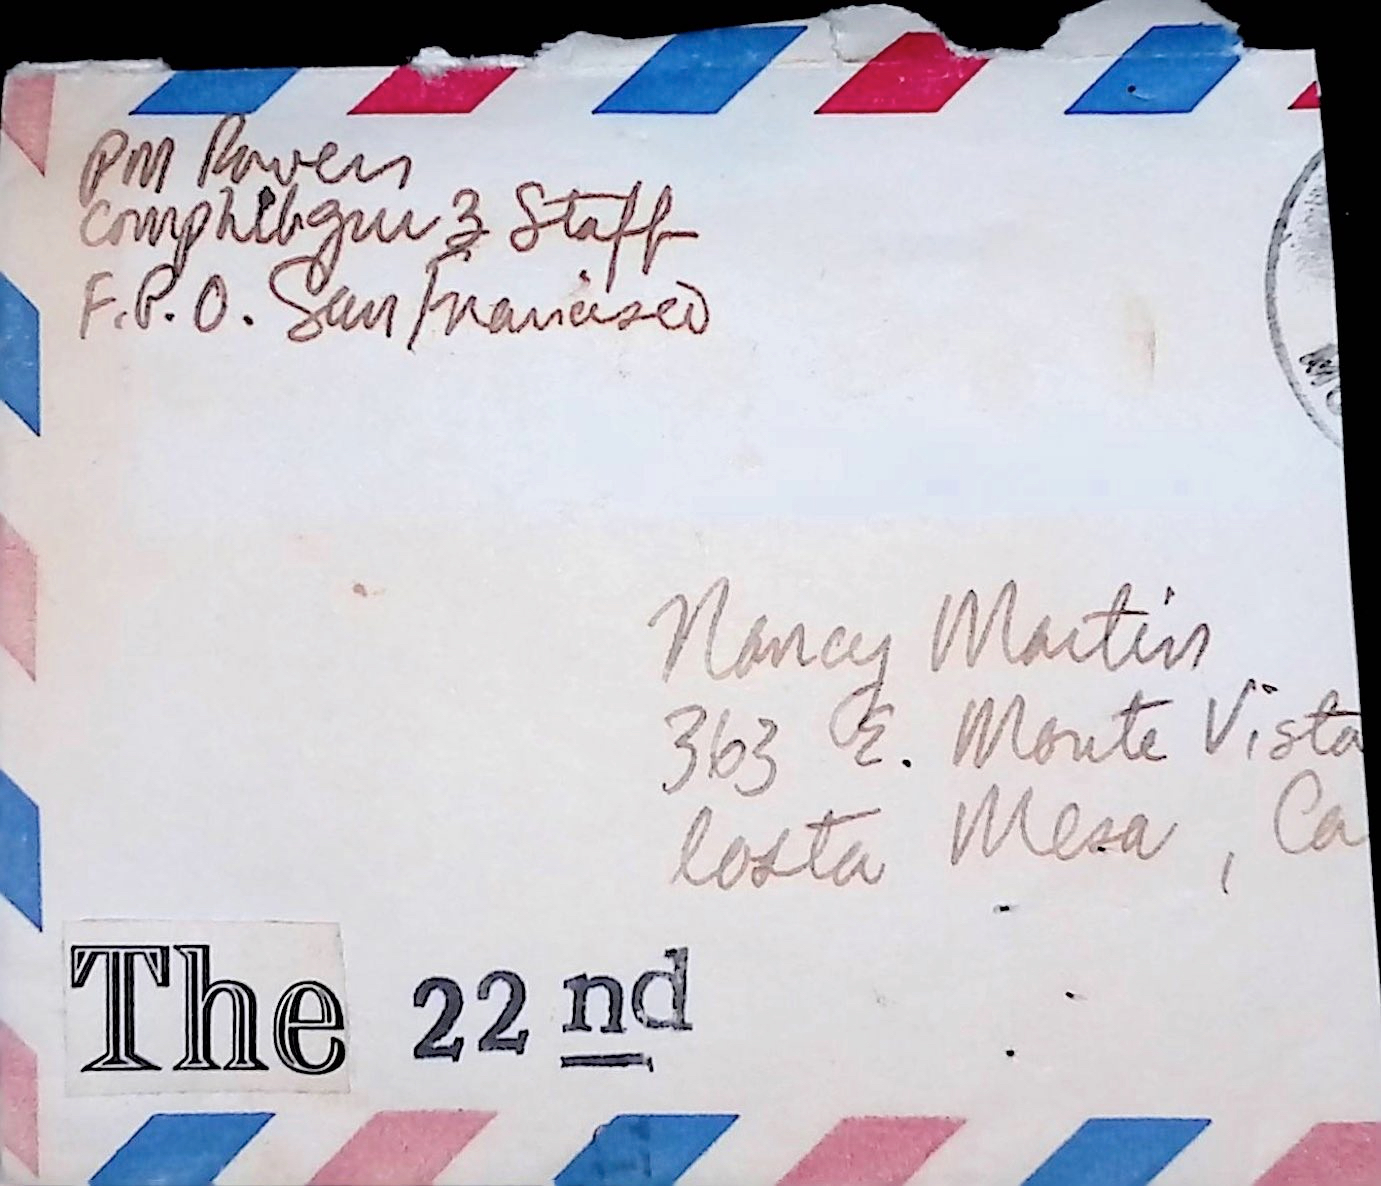 PM Powers
Comphibgru 3 Staff
F.P.O. San Francisco
Nancy Martin
363 E. Monte Vista
Costa Mesa, Ca
The 22nd